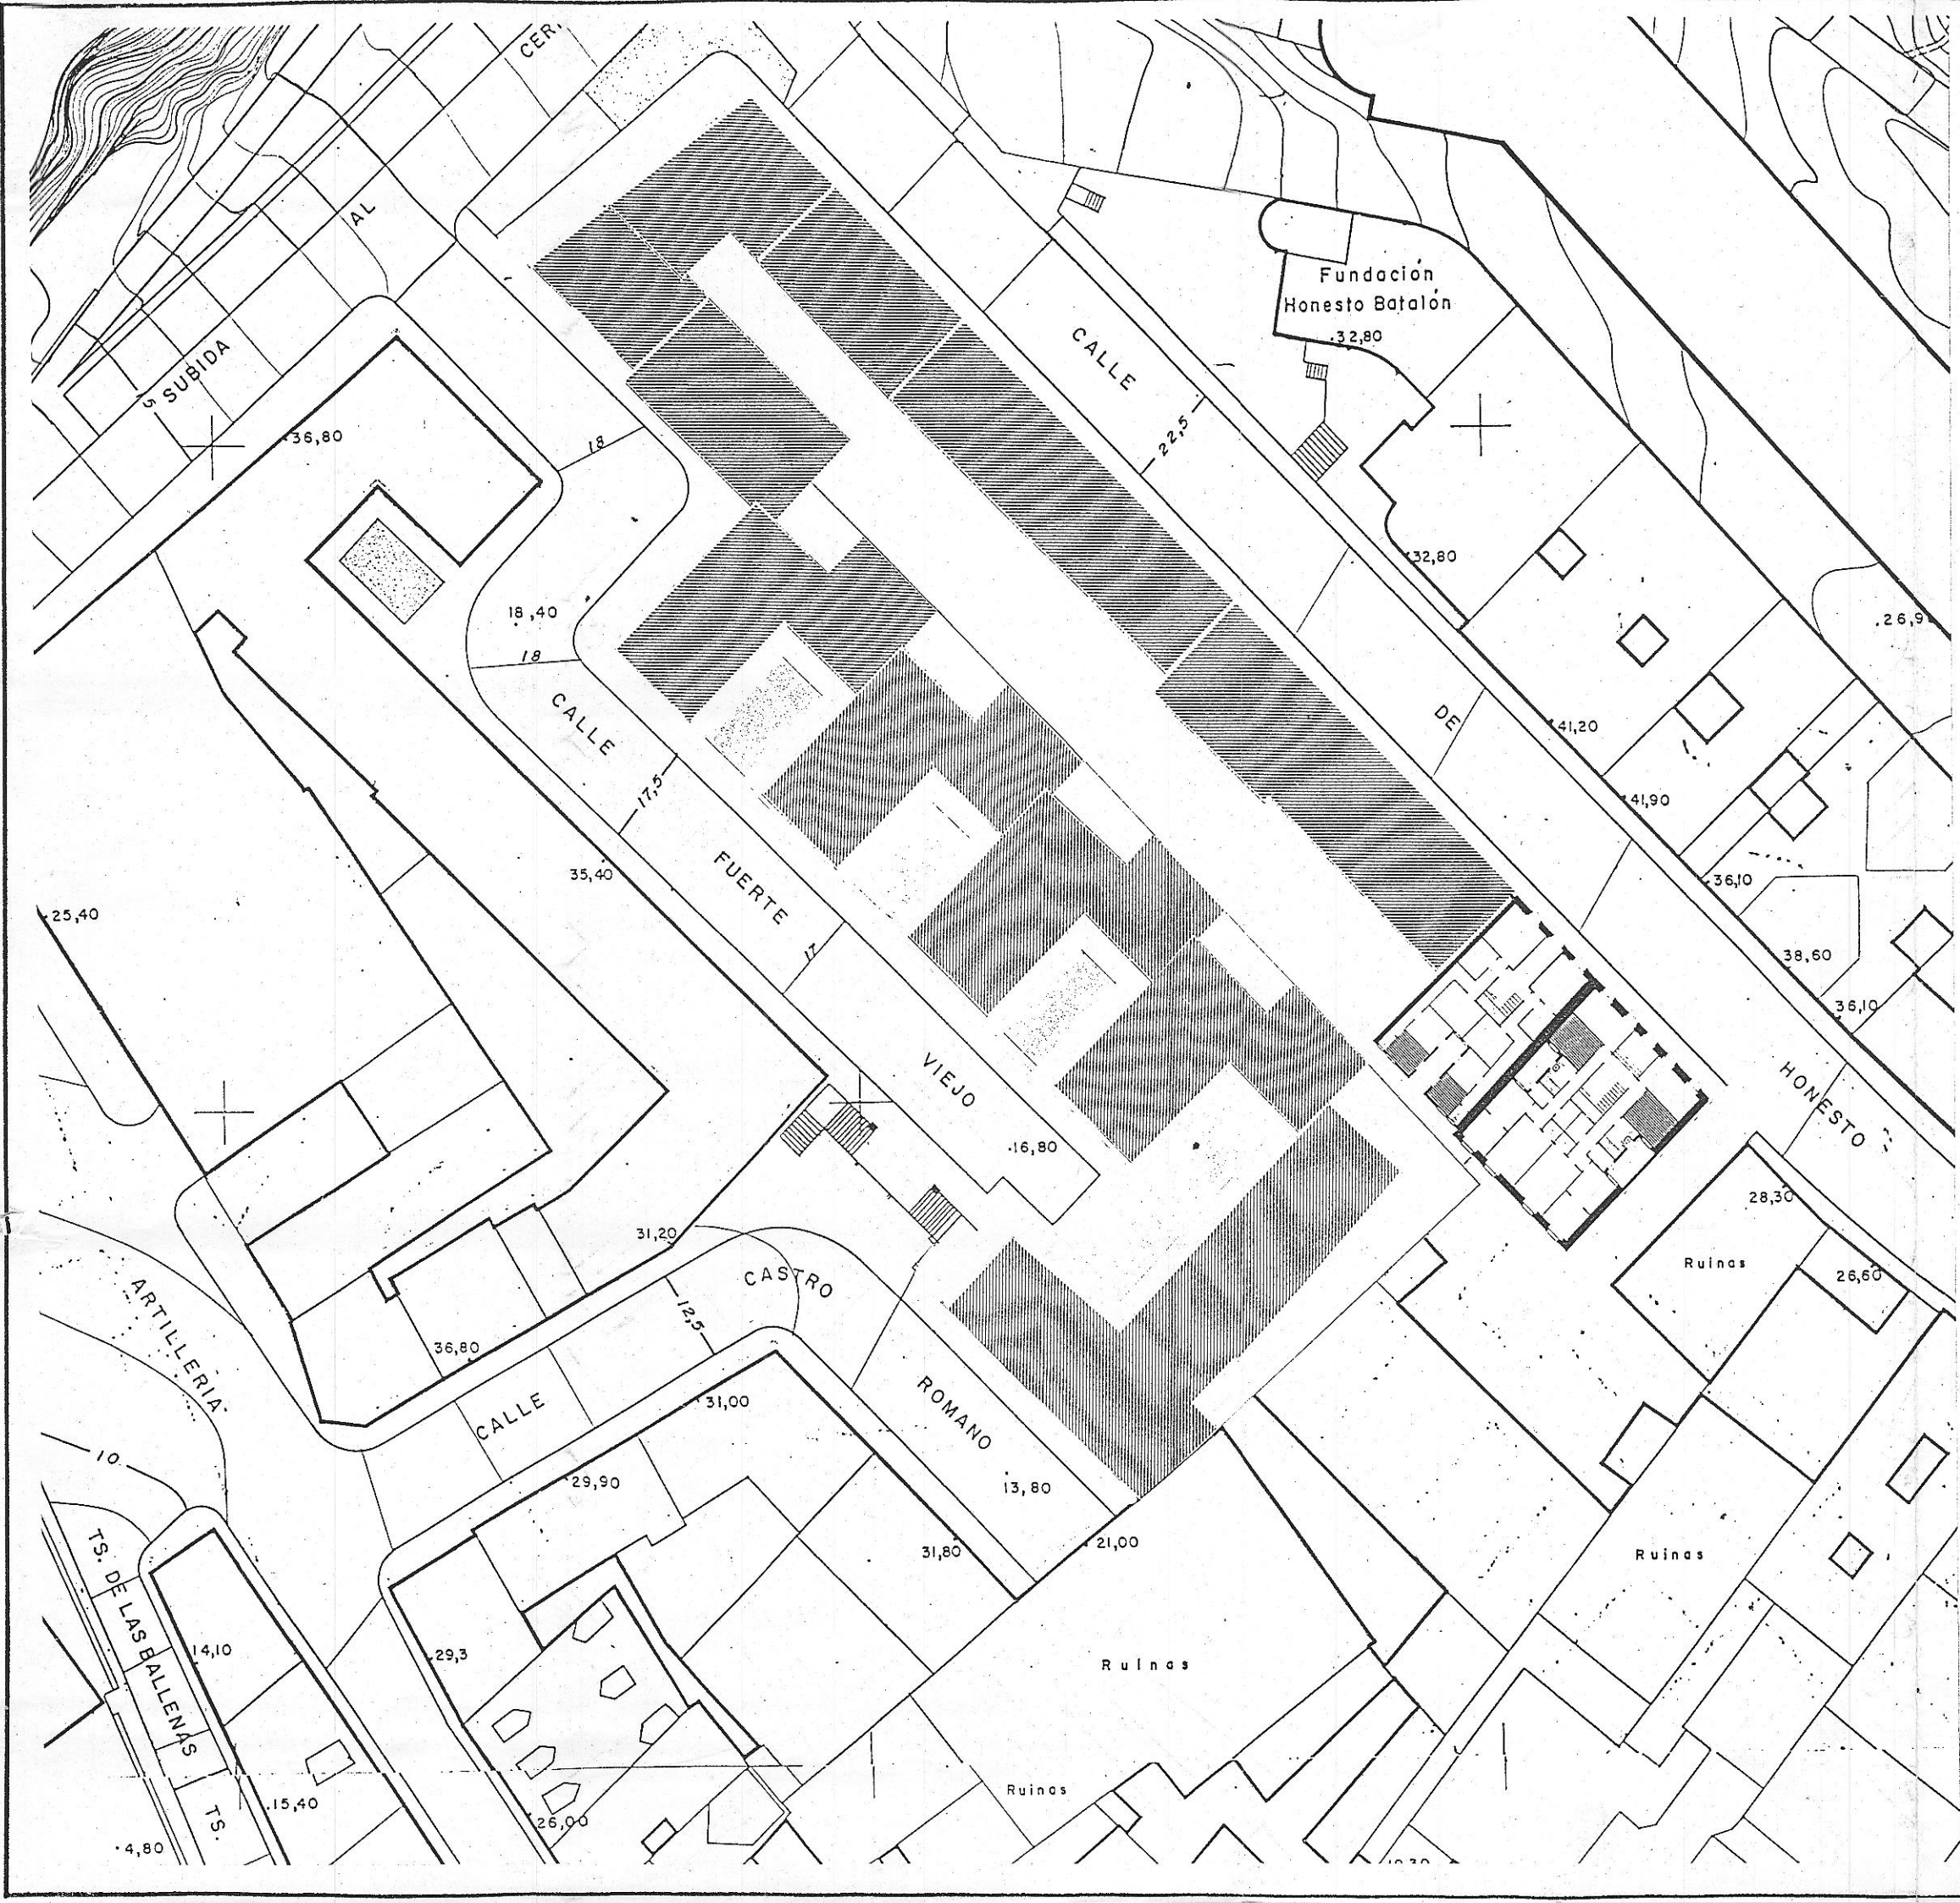 CER.
AL
SUBIDA
5
36,80
18
18,40
18
CALLE
17,5
FUERTE
17
VIEJO
16,80
35,40
25,40
CALLE
22,5
DE
HONESTO
Fundación
Honesto Batalón
.32,80
32,80
41,20
41,90
36,10
38,60
36,10
.26,9
28,30
Ruinas
26,60
31,20
CASTRO
12,5
36,80
CALLE
31,00
ROMANO
29,90
13,80
31,80
21,00
ARTILLERIA
10
TS. DE LAS BALLENAS
TS.
14,10
29,3
.15,40
26,00
4,80
Ruinas
Ruinas
Ruinas